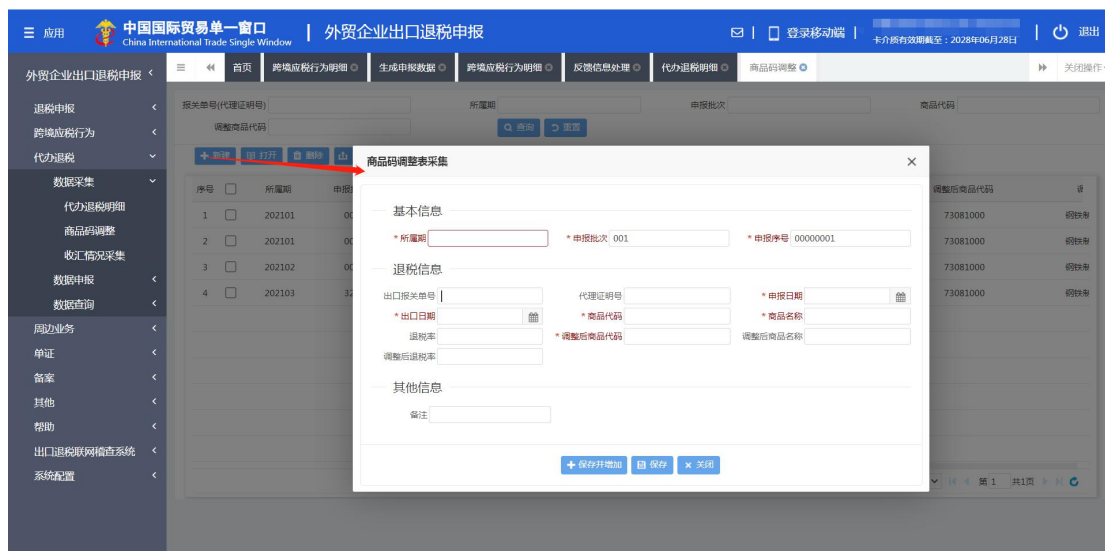 应用
中国国际贸易单一窗口
China International Trade Single Window
外贸企业出口退税申报
登录移动端
卡介质有效期截至：2028年06月28日
退出
外贸企业出口退税申报
首页
跨境应税行为明细
生成申报数据
跨境应税行为明细
反馈信息处理
代办退税明细
商品码调整
关闭操作
退税申报
跨境应税行为
代办退税
数据采集
代办退税明细
商品码调整
收汇情况采集
数据申报
数据查询
周边业务
单证
备案
其他
帮助
出口退税联网稽查系统
系统配置
报关单号(代理证明号)
所属期
申报批次
商品代码
调整商品代码
查询
重置
新建
打开
删除
序号
所属期
申报
调整后商品代码
1 202101 00 73081000 钢铁制
2 202101 00 73081000 钢铁制
3 202102 00 73081000 钢铁制
4 202103 32 73081000 钢铁制
商品码调整表采集
基本信息
* 所属期
* 申报批次 001
* 申报序号 00000001
退税信息
出口报关单号
代理证明号
* 申报日期
* 出口日期
* 商品代码
* 商品名称
退税率
* 调整后商品代码
调整后商品名称
调整后退税率
其他信息
备注
保存并增加
保存
关闭
第 1 共1页